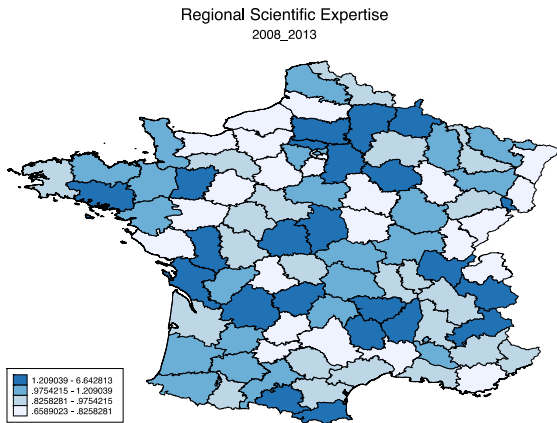 Regional Scientific Expertise
2008_2013
1.209039 - 6.642813
.9754215 - 1.209039
.8258281 - .9754215
.6589023 - .8258281